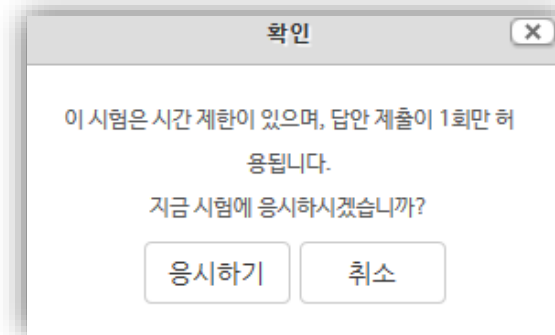 확인
이 시험은 시간 제한이 있으며, 답안 제출이 1회만 허
용됩니다.
지금 시험에 응시하시겠습니까?
응시하기 취소